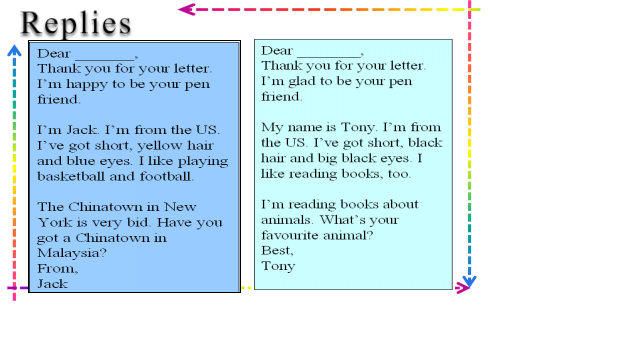 Replies
Dear ________,
Thank you for your letter.
I'm happy to be your pen
friend.
I'm Jack. I'm from the US.
I've got short, yellow hair
and blue eyes. I like playing
basketball and football.
The Chinatown in New
York is very bid. Have you
got a Chinatown in
Malaysia?
From,
Jack
Dear ________,
Thank you for your letter.
I'm glad to be your pen
friend.
My name is Tony. I'm from
the US. I've got short, black
hair and big black eyes. I
like reading books, too.
I'm reading books about
animals. What's your
favourite animal?
Best,
Tony